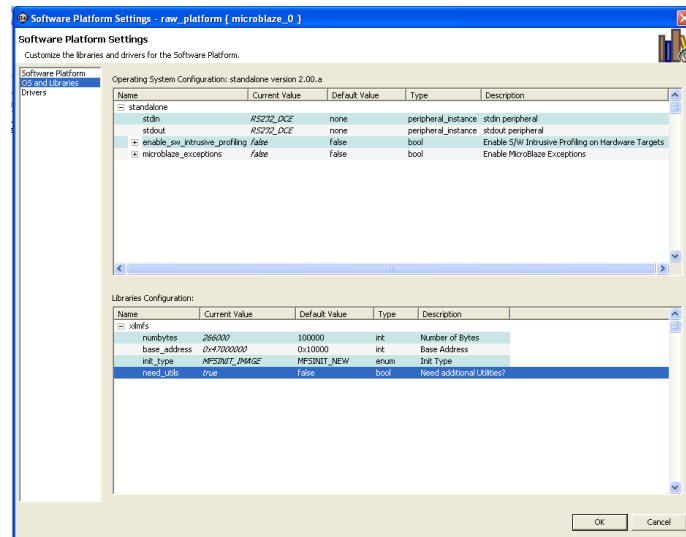 Software Platform Settings - raw_platform { microblaze_0 }
Software Platform Settings
Customize the libraries and drivers for the Software Platform.
Software Platform
OS and Libraries
Drivers
Operating System Configuration: standalone version 2.00.a
Name Current Value Default Value Type Description
standalone
stdin RS232_DCE none peripheral_instance stdin peripheral
stdout RS232_DCE none peripheral_instance stdout peripheral
enable_sw_intrusive_profiling false false bool Enable S/W Intrusive Profiling on Hardware Targets
microblaze_exceptions false false bool Enable MicroBlaze Exceptions
Libraries Configuration:
Name Current Value Default Value Type Description
xilmfs
numbytes 266000 100000 int Number of Bytes
base_address 0x47000000 0x10000 int Base Address
init_type MFSINIT_IMAGE MFSINIT_NEW enum Init Type
need_utils true false bool Need additional Utilities?
OK Cancel